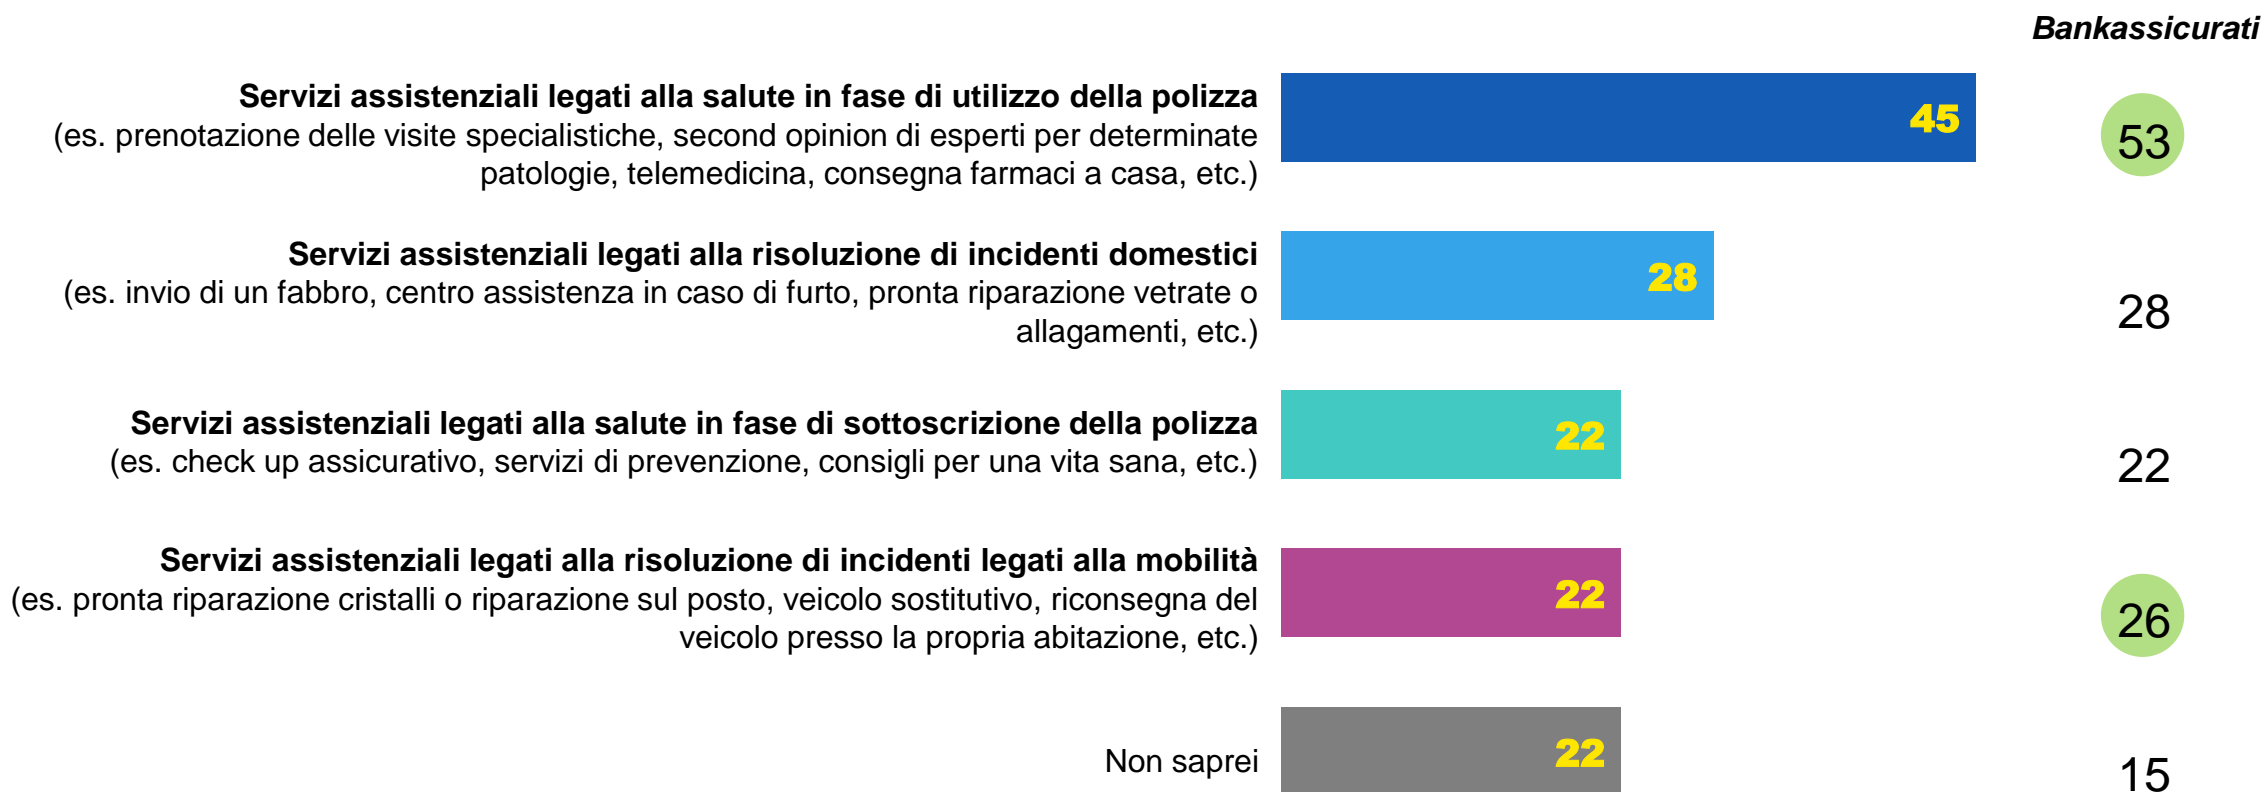 Bankassicurati
Servizi assistenziali legati alla salute in fase di utilizzo della polizza
(es. prenotazione delle visite specialistiche, second opinion di esperti per determinate
patologie, telemedicina, consegna farmaci a casa, etc.)
45
53
Servizi assistenziali legati alla risoluzione di incidenti domestici
(es. invio di un fabbro, centro assistenza in caso di furto, pronta riparazione vetrate o
allagamenti, etc.)
28
28
Servizi assistenziali legati alla salute in fase di sottoscrizione della polizza
(es. check up assicurativo, servizi di prevenzione, consigli per una vita sana, etc.)
22
22
Servizi assistenziali legati alla risoluzione di incidenti legati alla mobilità
(es. pronta riparazione cristalli o riparazione sul posto, veicolo sostitutivo, riconsegna del
veicolo presso la propria abitazione, etc.)
22
26
Non saprei
22
15